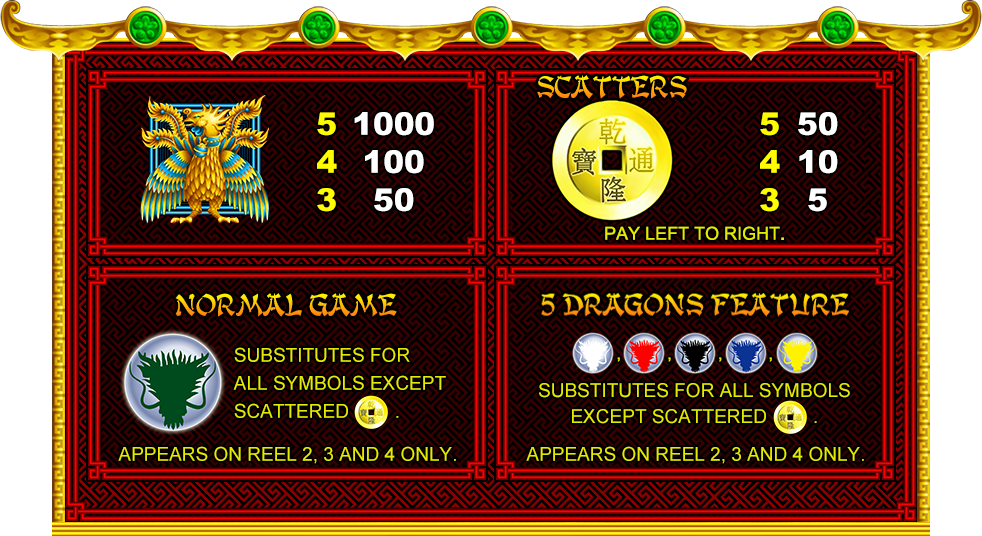 5 1000
4 100
3 50
SCATTERS
乾
寶 通
隆
5 50
4 10
3 5
PAY LEFT TO RIGHT.
NORMAL GAME
SUBSTITUTES FOR
ALL SYMBOLS EXCEPT
SCATTERED .
APPEARS ON REEL 2, 3 AND 4 ONLY.
5 DRAGONS FEATURE
, , , ,
SUBSTITUTES FOR ALL SYMBOLS
EXCEPT SCATTERED .
APPEARS ON REEL 2, 3 AND 4 ONLY.